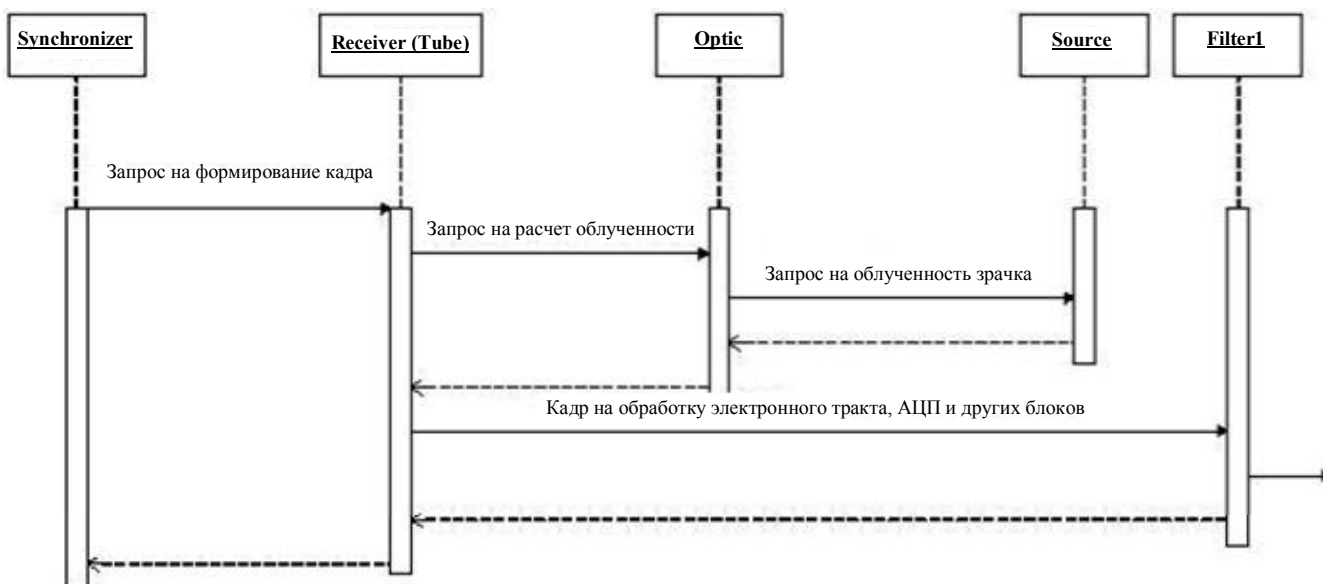 Synchronizer
Receiver (Tube)
Optic
Source
Filter1
Запрос на формирование кадра
Запрос на расчет облученности
Запрос на облученность зрачка
Кадр на обработку электронного тракта, АЦП и других блоков